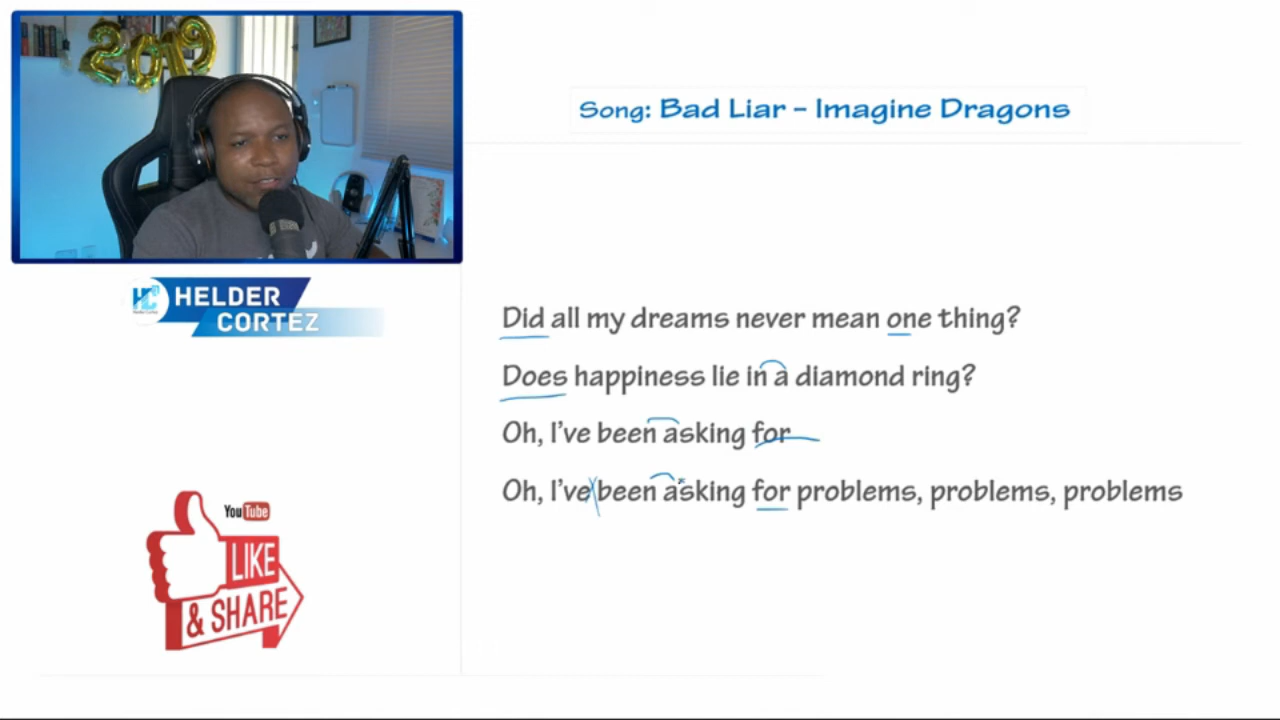 2019
Song: Bad Liar – Imagine Dragons
HELDER
CORTEZ
Did all my dreams never mean one thing?
Does happiness lie in a diamond ring?
Oh, I've been asking for
Oh, I've been asking for problems, problems, problems
YouTube
LIKE
& SHARE